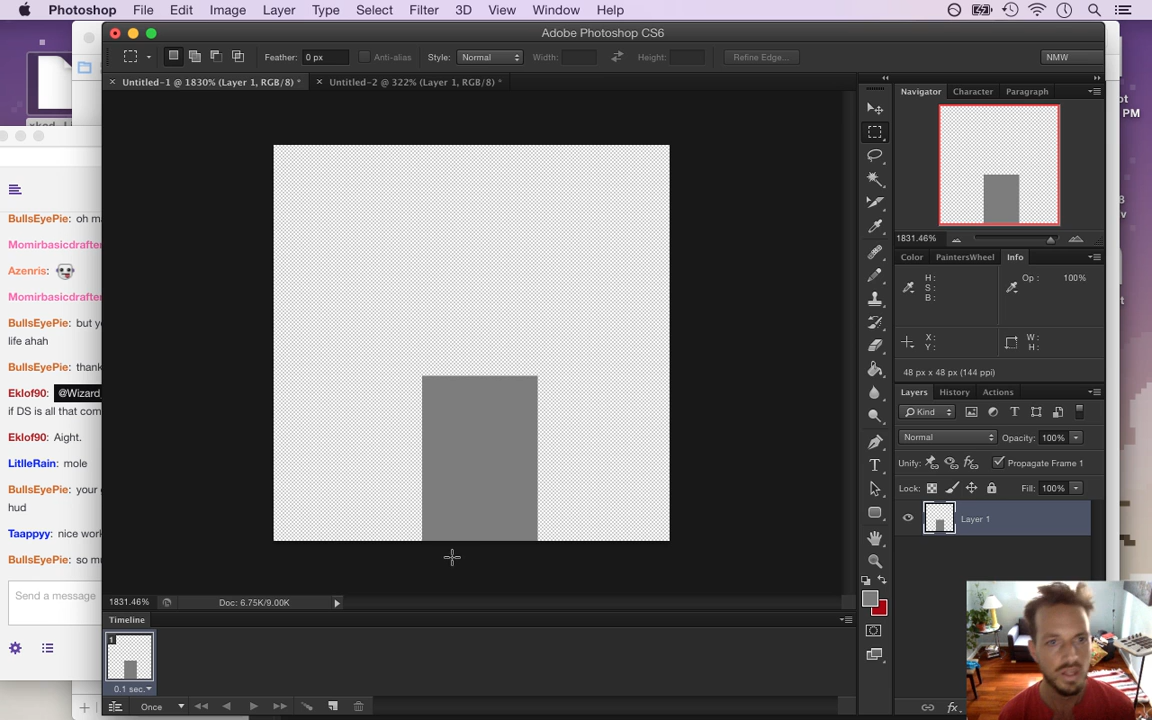 Photoshop File Edit Image Layer Type Select Filter 3D View Window Help
Adobe Photoshop CS6
Feather: 0 px Anti-alias Style: Normal Width: Height: Refine Edge... NMW
× Untitled-1 @ 1830% (Layer 1, RGB/8) * × Untitled-2 @ 322% (Layer 1, RGB/8) *
Navigator Character Paragraph
PM
1831.46%
Color PaintersWheel Info
H:
S:
B:
Op: 100%
X:
Y:
W:
H:
48 px x 48 px (144 ppi)
Layers History Actions
Kind
Normal Opacity: 100%
Unify: Propagate Frame 1
Lock: Fill: 100%
Layer 1
BullsEyePie: oh
Momirbasicdrafter
Azenris:
Momirbasicdrafter
BullsEyePie: but
life ahah
BullsEyePie: thank
Eklof90: @Wizard_
if DS is all that com
Eklof90: Aight.
LitlleRain: mole
BullsEyePie: your
hud
Taappyy: nice work
BullsEyePie: so
Send a message
1831.46% Doc: 6.75K/9.00K
Timeline
1
0.1 sec.
Once
fx